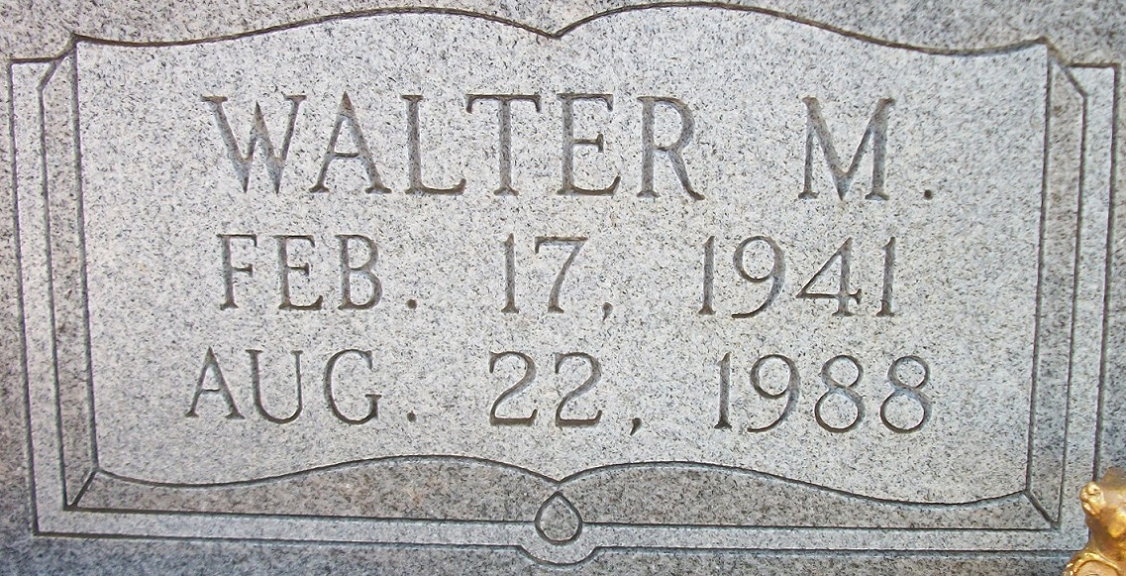 WALTER M.
FEB. 17, 1941
AUG. 22, 1988